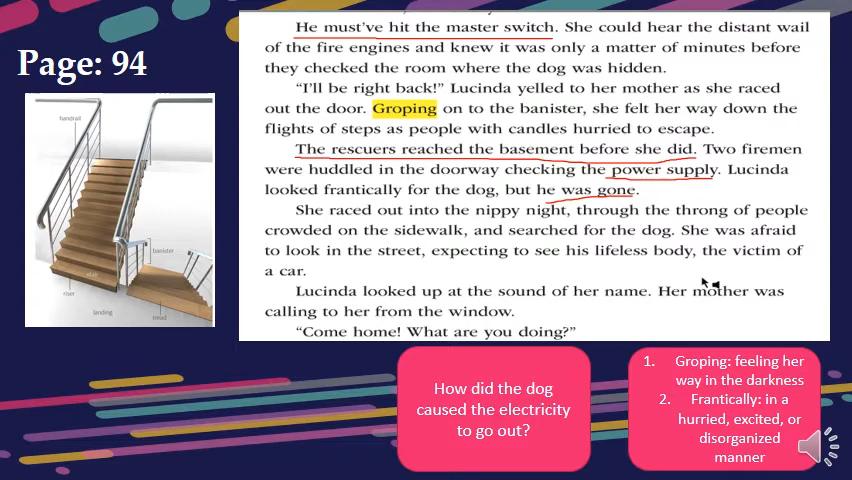 Page: 94
handrail
banister
stair
riser
landing
tread
He must've hit the master switch. She could hear the distant wail
of the fire engines and knew it was only a matter of minutes before
they checked the room where the dog was hidden.
"I'll be right back!" Lucinda yelled to her mother as she raced
out the door. Groping on to the banister, she felt her way down the
flights of steps as people with candles hurried to escape.
The rescuers reached the basement before she did. Two firemen
were huddled in the doorway checking the power supply. Lucinda
looked frantically for the dog, but he was gone.
She raced out into the nippy night, through the throng of people
crowded on the sidewalk, and searched for the dog. She was afraid
to look in the street, expecting to see his lifeless body, the victim of
a car.
Lucinda looked up at the sound of her name. Her mother was
calling to her from the window.
"Come home! What are you doing?"
How did the dog
caused the electricity
to go out?
1. Groping: feeling her
way in the darkness
2. Frantically: in a
hurried, excited, or
disorganized
manner